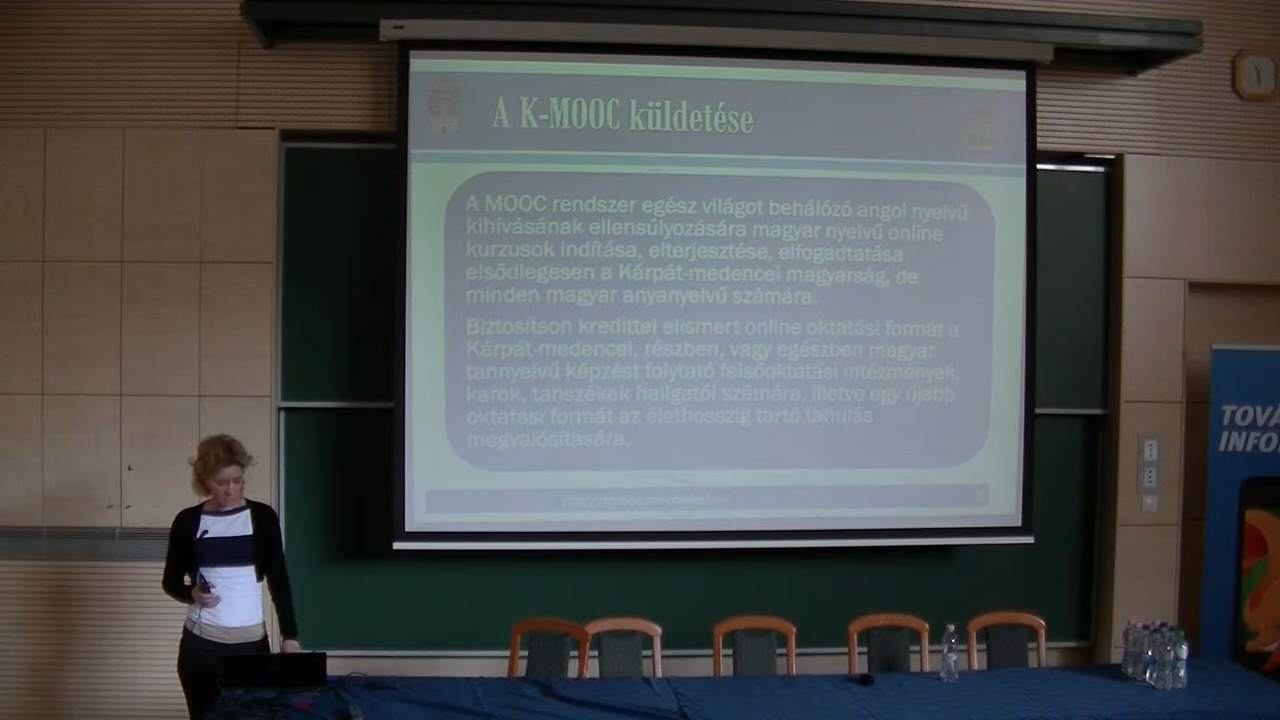 A K-MOOC küldetése
A MOOC rendszer egész világot behálózó angol nyelvű
kihívásának ellensúlyozására magyar nyelvű online
kurzusok indítása, elterjesztése, elfogadtatása
elsődlegesen a Kárpát-medencei magyarság, de
minden magyar anyanyelvű számára.
Biztosítson kredittel elismert online oktatási formát a
Kárpát-medencei, részben, vagy egészben magyar
tannyelvű képzést folytató felsőoktatási intézmények,
karok, tanszékek hallgatói számára, illetve egy újabb
oktatási formát az élethosszig tartó tanulás
megvalósítására.
TOVÁ
INFO